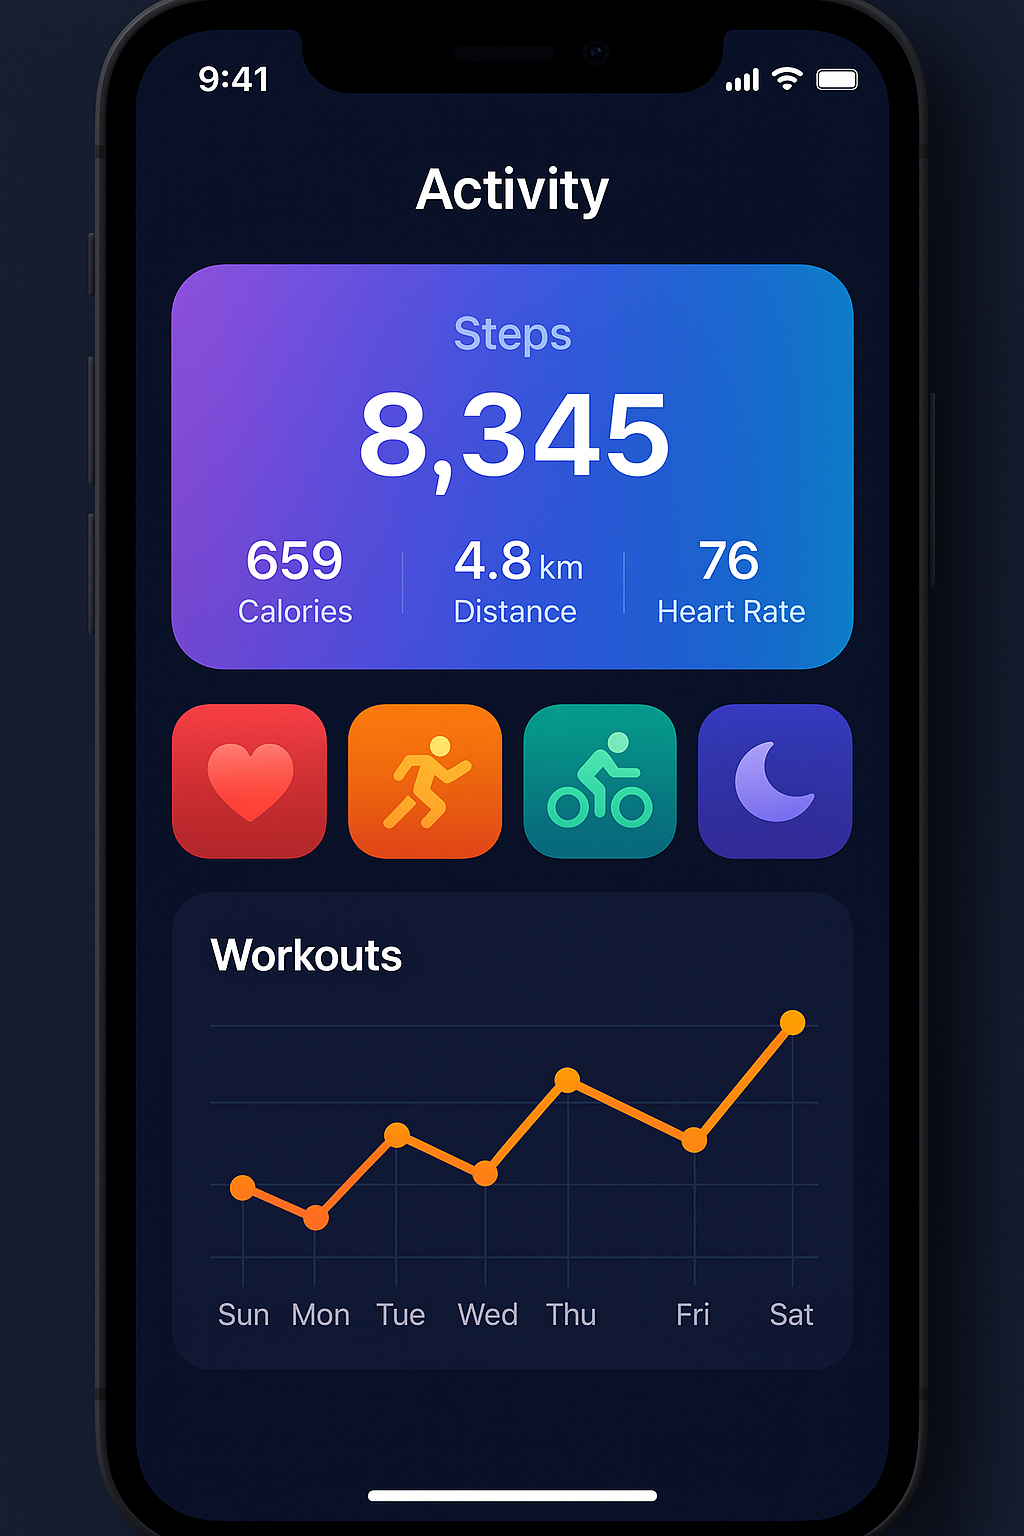 9:41
Activity
Steps
8,345
659
Calories
4.8 km
Distance
76
Heart Rate
Workouts
Sun Mon Tue Wed Thu Fri Sat